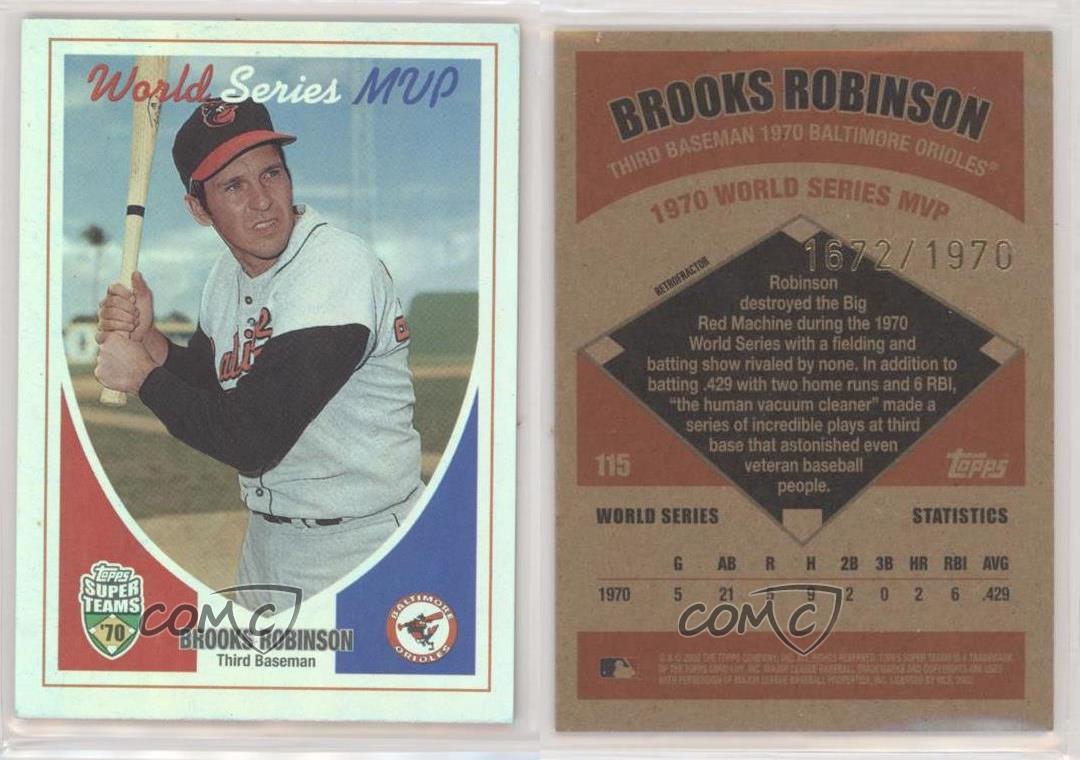 World Series MVP
adi
6
Topps
SUPER
TEAMS
'70
BROOKS ROBINSON
Third Baseman
BALTIMORE
ORIOLES
COMC
BROOKS ROBINSON
THIRD BASEMAN 1970 BALTIMORE ORIOLES®
1970 WORLD SERIES MVP
1672/1970
RETROFRACTOR
Robinson
destroyed the Big
Red Machine during the 1970
World Series with a fielding and
batting show rivaled by none. In addition to
batting .429 with two home runs and 6 RBI,
"the human vacuum cleaner" made a
series of incredible plays at third
base that astonished even
veteran baseball
people.
115
Topps
WORLD SERIES STATISTICS
G AB R H 2B 3B HR RBI AVG
1970 5 21 5 9 2 0 2 6 .429
COMC